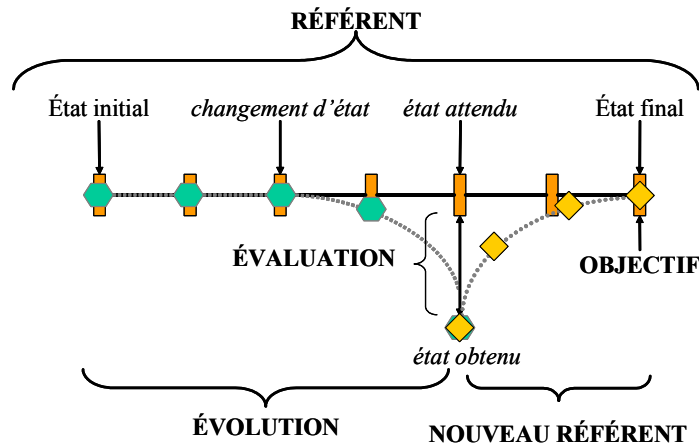 RÉFÉRENT
État initial
changement d'état
état attendu
État final
ÉVALUATION
OBJECTIF
état obtenu
ÉVOLUTION
NOUVEAU RÉFÉRENT